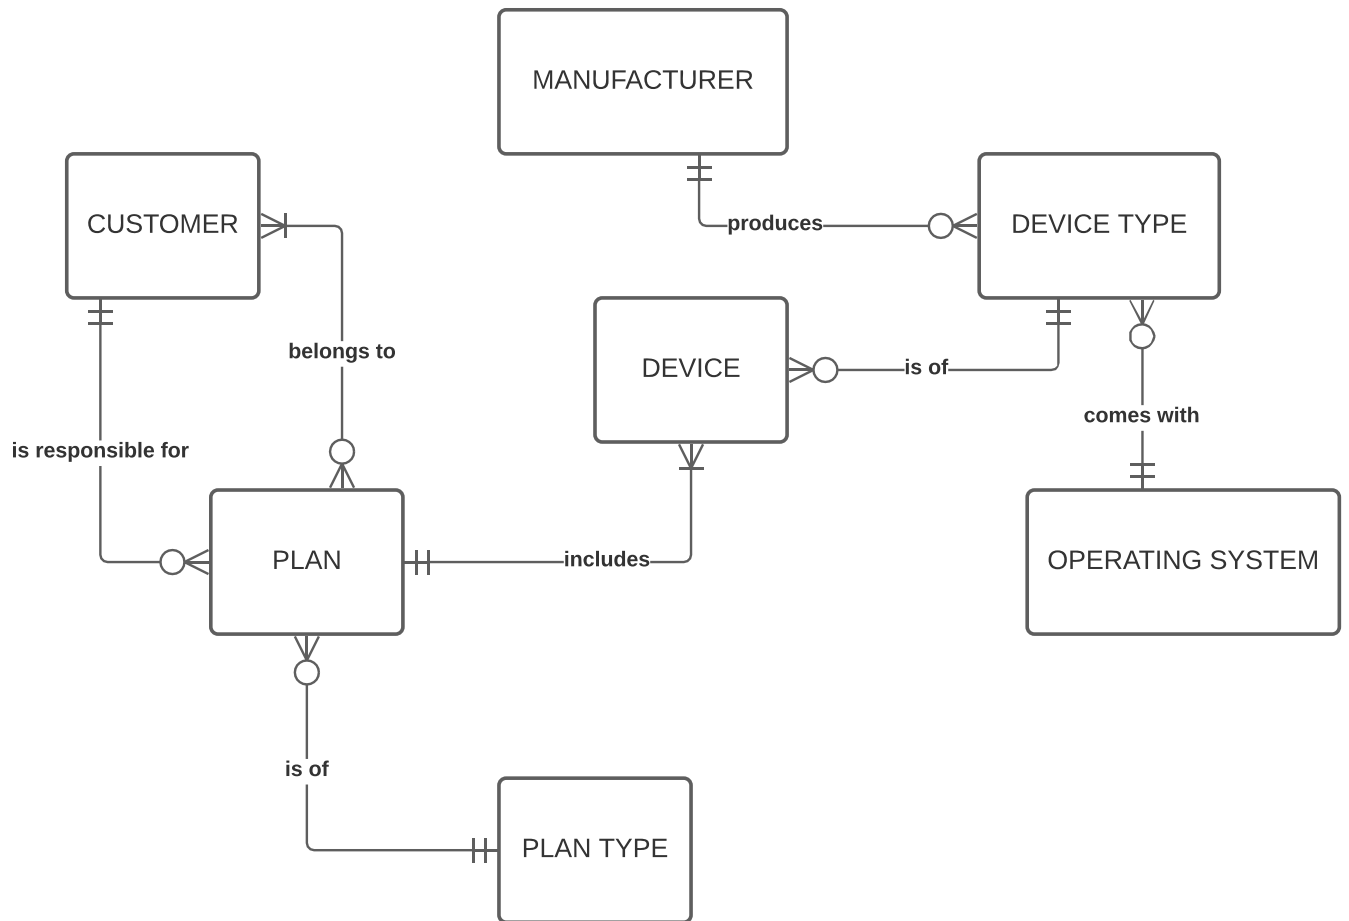 MANUFACTURER
CUSTOMER
produces
DEVICE TYPE
belongs to
DEVICE
is of
comes with
is responsible for
PLAN
includes
OPERATING SYSTEM
is of
PLAN TYPE